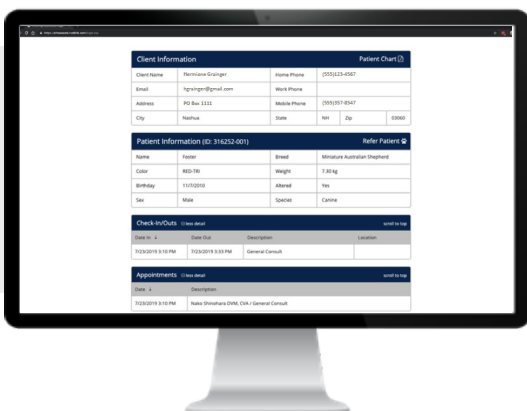 Client Information Patient Chart
Client Name Hermione Grainger Home Phone (555)123-4567
Email hgrainger@gmail.com Work Phone
Address PO Box 1111 Mobile Phone (555)357-8547
City Nashua State NH Zip 03060
Patient Information (ID: 316252-001) Refer Patient
Name Foster Breed Miniature Australian Shepherd
Color RED-TRI Weight 7.30 kg
Birthday 11/7/2010 Altered Yes
Sex Male Species Canine
Check-In/Outs less detail scroll to top
Date In ↓ Date Out Description Location
7/23/2019 3:10 PM 7/23/2019 3:53 PM General Consult
Appointments less detail scroll to top
Date ↓ Description
7/23/2019 3:10 PM Nako Shinohara DVM, CVA / General Consult